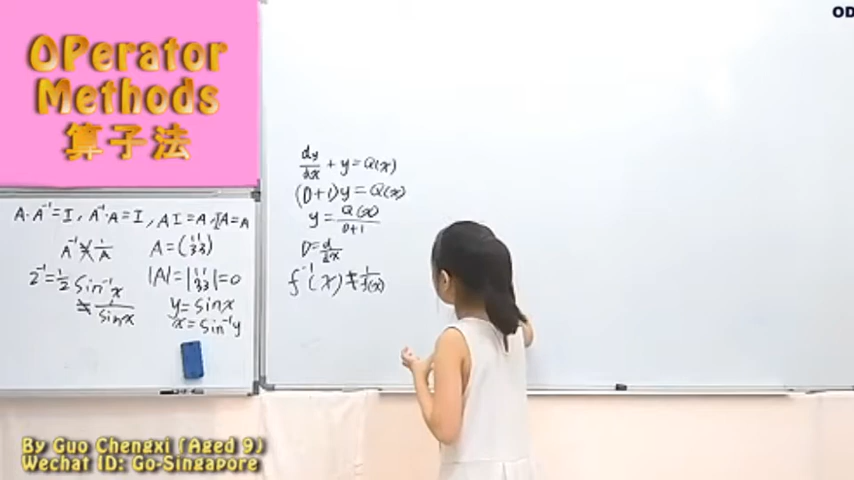 OPerator
Methods
算子法
OD
A·A⁻¹=I, A⁻¹·A=I, AI=A, IA=A
A⁻¹≠1/A A=(1 1 / 3 3)
2⁻¹=1/2 sin⁻¹x |A|=|1 1 / 3 3|=0
≠1/sinx y=sinx
x=sin⁻¹y
dy/dx + y = Q(x)
(D+1)y = Q(x)
y = Q(x)/D+1
D = d/dx
f⁻¹(x) ≠ 1/f(x)
By Guo Chengxi (Aged 9)
WeChat ID: Go-Singapore